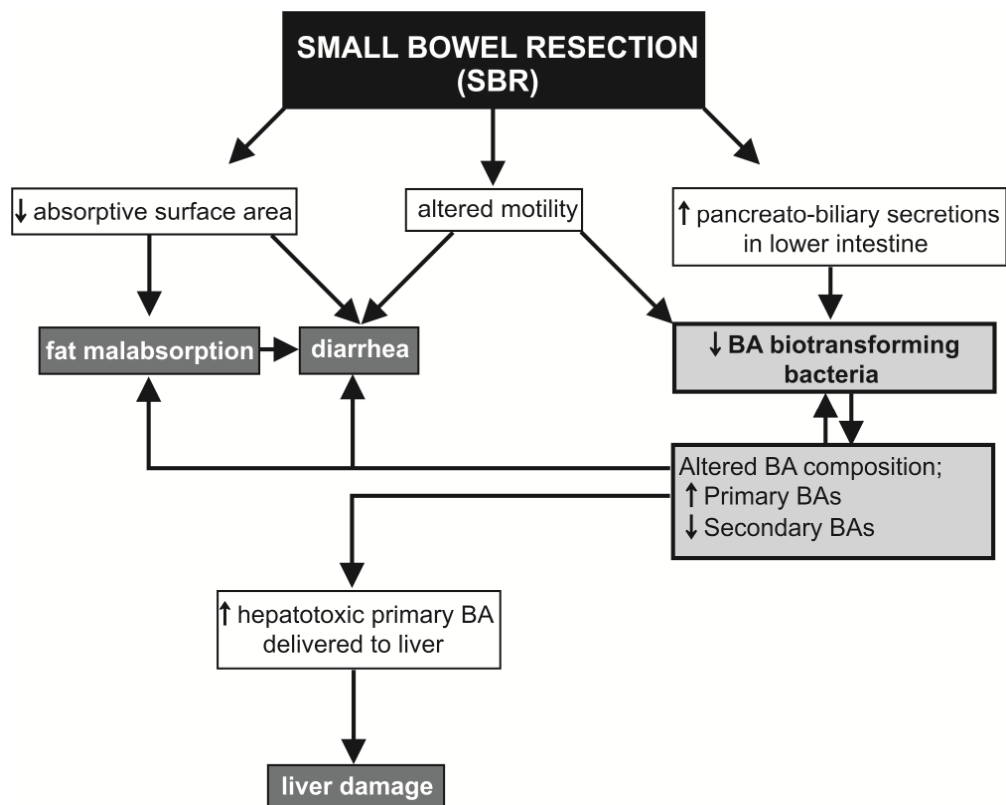 SMALL BOWEL RESECTION
(SBR)
↓ absorptive surface area
altered motility
↑ pancreato-biliary secretions
in lower intestine
fat malabsorption
diarrhea
↓ BA biotransforming
bacteria
Altered BA composition;
↑ Primary BAs
↓ Secondary BAs
↑ hepatotoxic primary BA
delivered to liver
liver damage